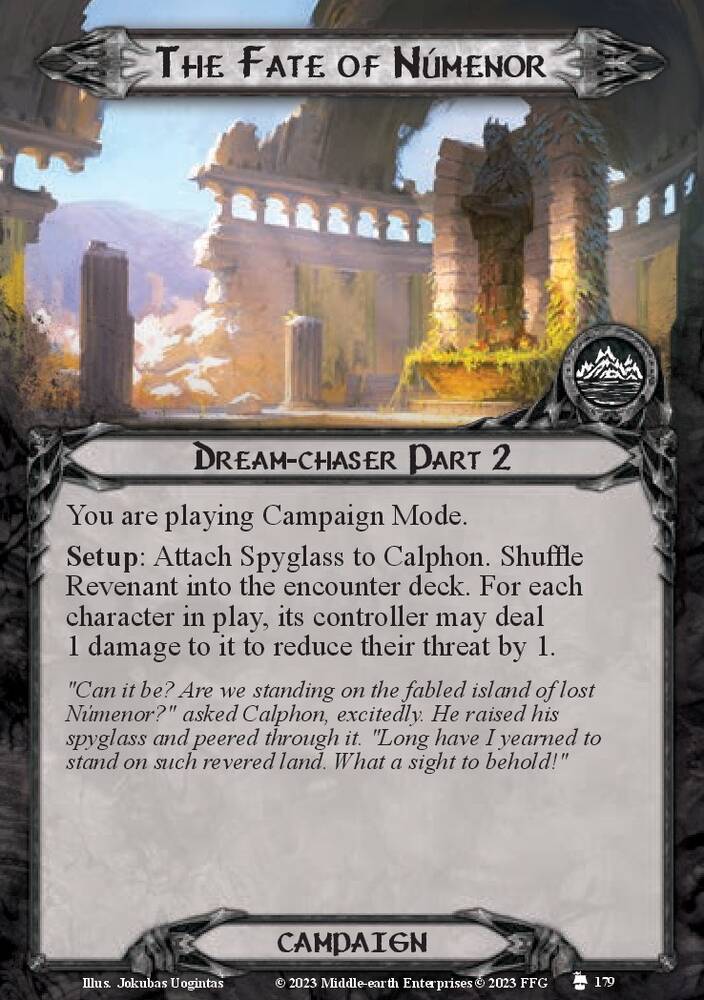 The Fate of Númenor
Dream-chaser Part 2
You are playing Campaign Mode.
Setup: Attach Spyglass to Calphon. Shuffle
Revenant into the encounter deck. For each
character in play, its controller may deal
1 damage to it to reduce their threat by 1.
"Can it be? Are we standing on the fabled island of lost
Númenor?" asked Calphon, excitedly. He raised his
spyglass and peered through it. "Long have I yearned to
stand on such revered land. What a sight to behold!"
CAMPAIGN
Illus. Jokubas Uogintas © 2023 Middle-earth Enterprises © 2023 FFG 179